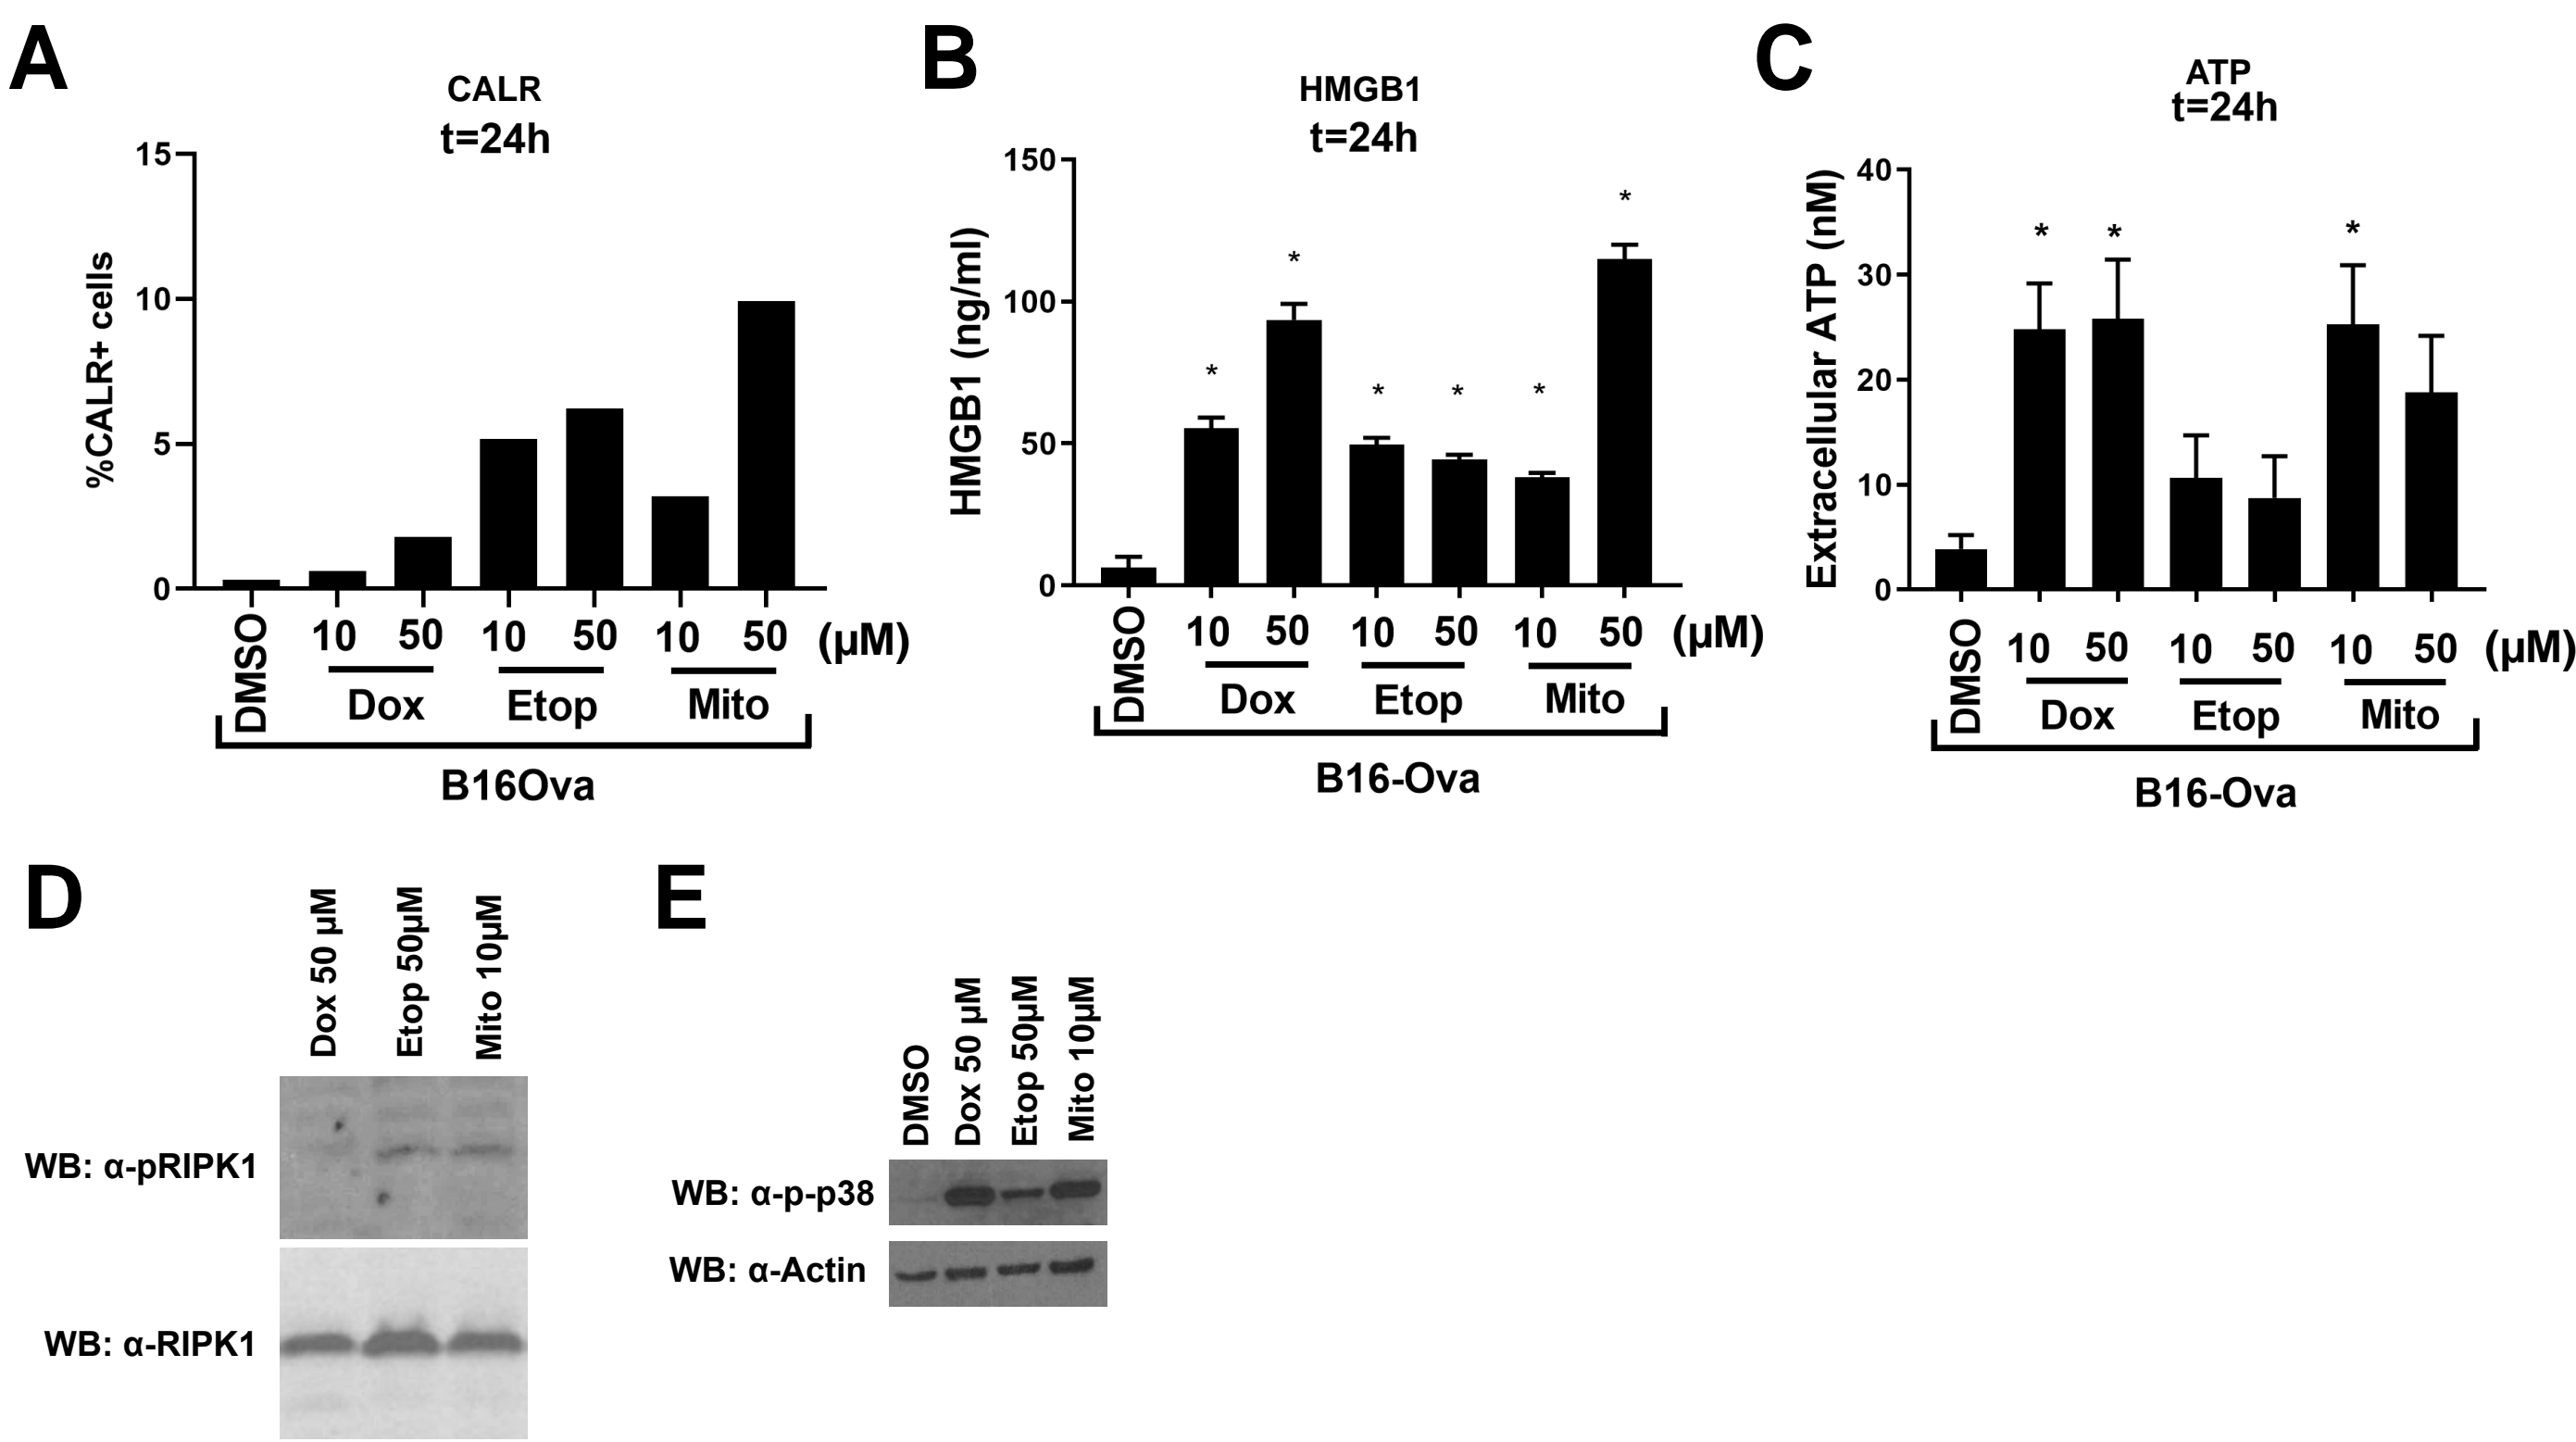 A
CALR
t=24h
%CALR+ cells
15
10
5
0
DMSO
10 50 10 50 10 50 (µM)
Dox Etop Mito
B16Ova
B
HMGB1
t=24h
HMGB1 (ng/ml)
150
100
50
0
* * * * * *
DMSO
10 50 10 50 10 50 (µM)
Dox Etop Mito
B16-Ova
C
ATP
t=24h
Extracellular ATP (nM)
40
30
20
10
0
* * *
DMSO
10 50 10 50 10 50 (µM)
Dox Etop Mito
B16-Ova
D
Dox 50 µM
Etop 50µM
Mito 10µM
WB: α-pRIPK1
WB: α-RIPK1
E
DMSO
Dox 50 µM
Etop 50µM
Mito 10µM
WB: α-p-p38
WB: α-Actin